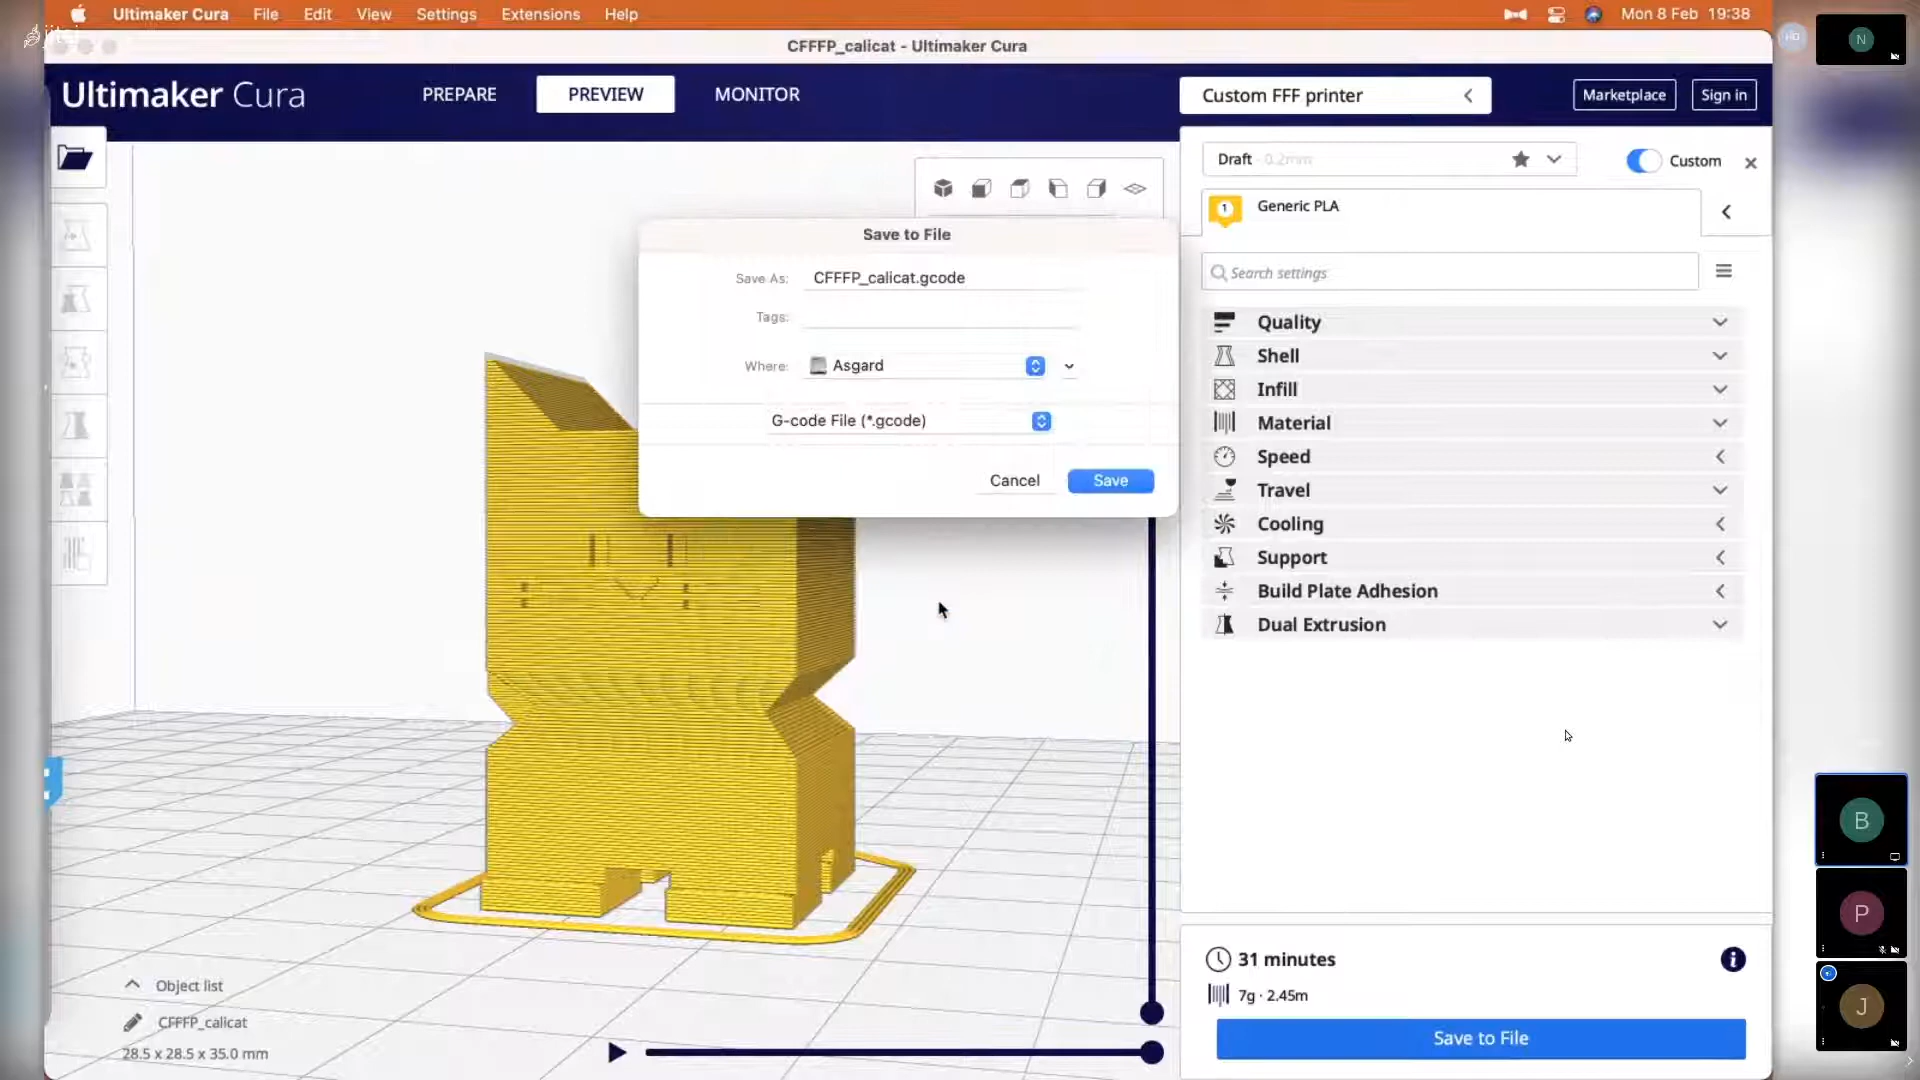 Ultimaker Cura File Edit View Settings Extensions Help
Mon 8 Feb 19:38
jitsi
CFFFP_calicat - Ultimaker Cura
Ultimaker Cura
PREPARE
PREVIEW
MONITOR
Custom FFF printer
Marketplace
Sign in
Draft - 0.2mm
Custom
1
Generic PLA
Search settings
Quality
Shell
Infill
Material
Speed
Travel
Cooling
Support
Build Plate Adhesion
Dual Extrusion
Save to File
Save As: CFFFP_calicat.gcode
Tags:
Where: Asgard
G-code File (*.gcode)
Cancel
Save
Object list
CFFFP_calicat
28.5 x 28.5 x 35.0 mm
31 minutes
7g · 2.45m
Save to File
N
B
P
J